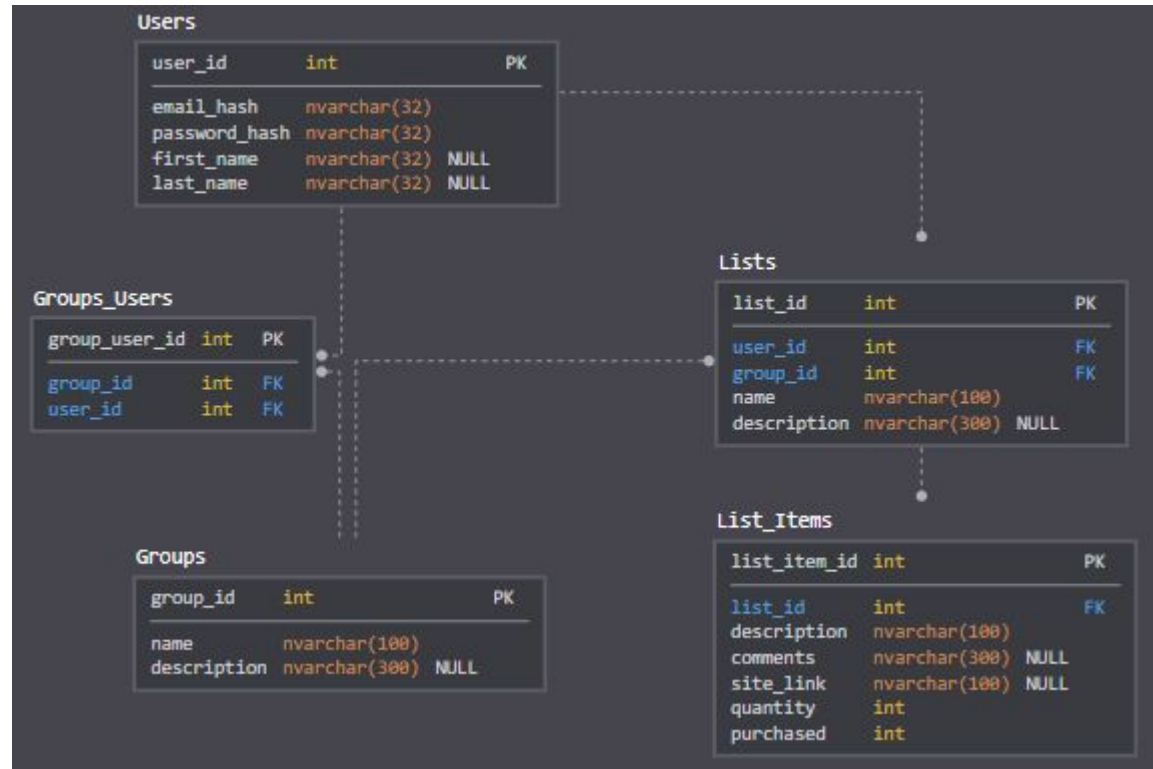 Users
user_id int PK
email_hash nvarchar(32)
password_hash nvarchar(32)
first_name nvarchar(32) NULL
last_name nvarchar(32) NULL
Groups_Users
group_user_id int PK
group_id int FK
user_id int FK
Lists
list_id int PK
user_id int FK
group_id int FK
name nvarchar(100)
description nvarchar(300) NULL
Groups
group_id int PK
name nvarchar(100)
description nvarchar(300) NULL
List_Items
list_item_id int PK
list_id int FK
description nvarchar(100)
comments nvarchar(300) NULL
site_link nvarchar(100) NULL
quantity int
purchased int